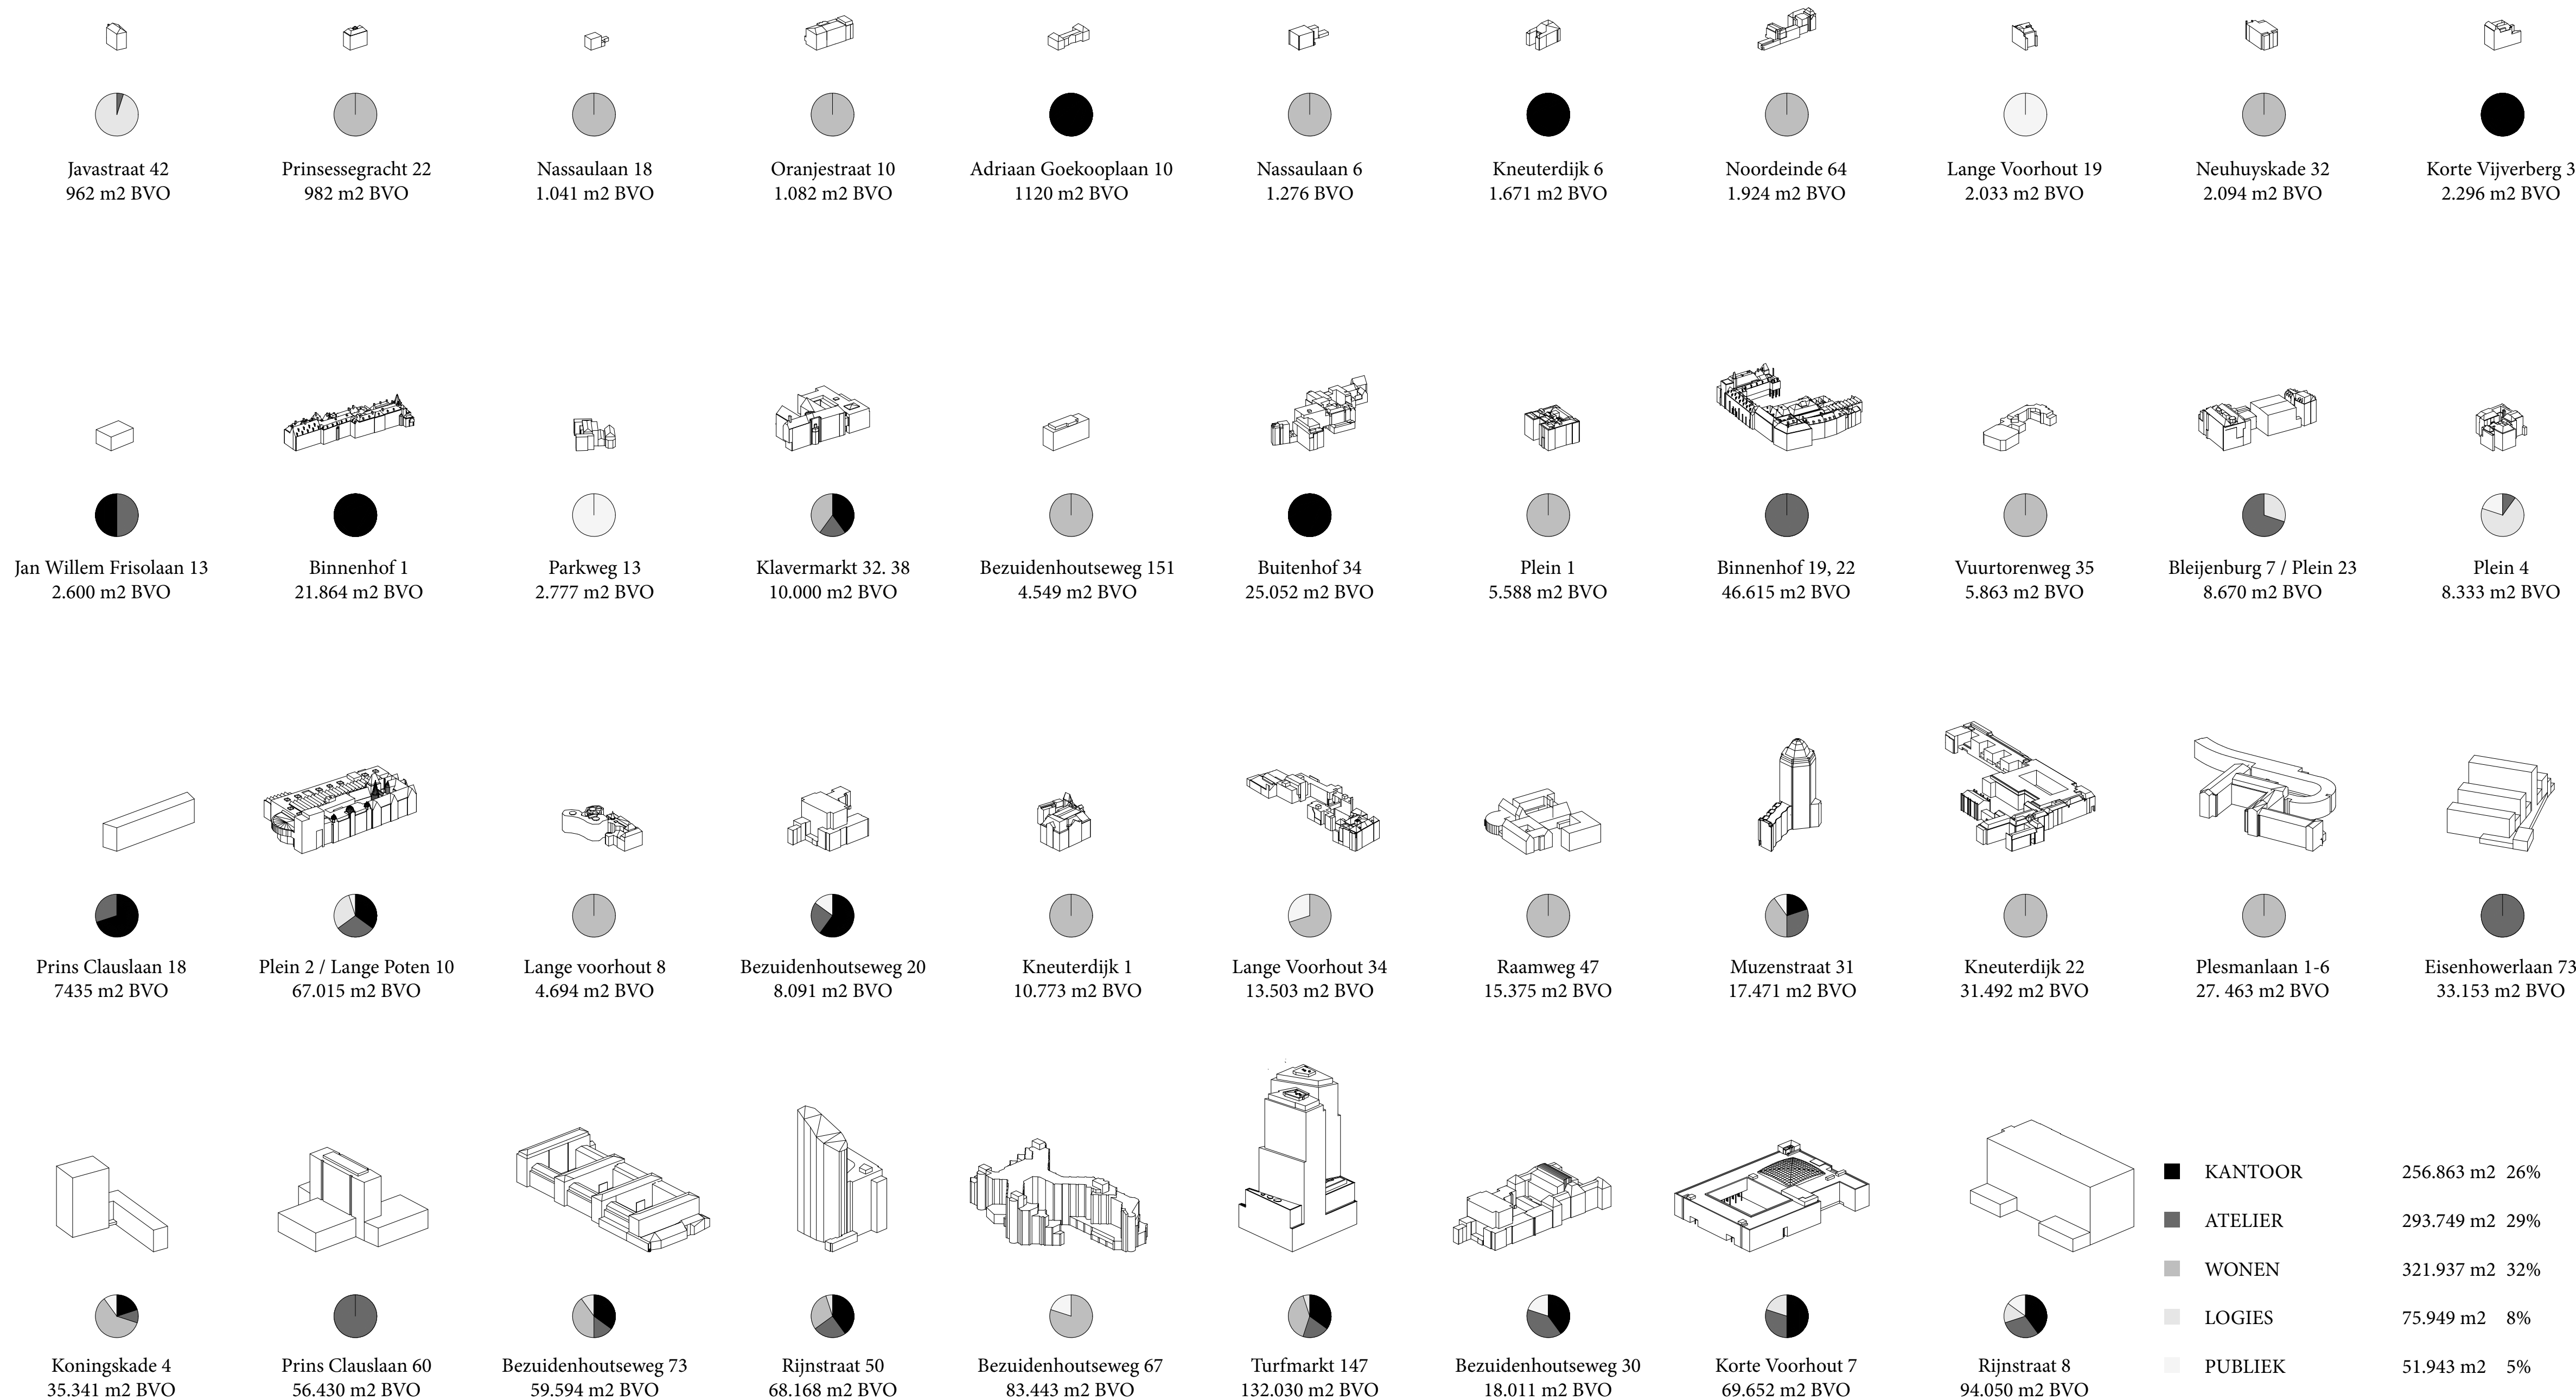 Javastraat 42
962 m2 BVO
Prinsessegracht 22
982 m2 BVO
Nassaulaan 18
1.041 m2 BVO
Oranjestraat 10
1.082 m2 BVO
Adriaan Goekooplaan 10
1120 m2 BVO
Nassaulaan 6
1.276 m2 BVO
Kneuterdijk 6
1.671 m2 BVO
Noordeinde 64
1.924 m2 BVO
Lange Voorhout 19
2.033 m2 BVO
Neuhuyskade 32
2.094 m2 BVO
Korte Vijverberg 3
2.296 m2 BVO
Jan Willem Frisolaan 13
2.600 m2 BVO
Binnenhof 1
21.864 m2 BVO
Parkweg 13
2.777 m2 BVO
Klavermarkt 32. 38
10.000 m2 BVO
Bezuidenhoutseweg 151
4.549 m2 BVO
Buitenhof 34
25.052 m2 BVO
Plein 1
5.588 m2 BVO
Binnenhof 19, 22
46.615 m2 BVO
Vuurtorenweg 35
5.863 m2 BVO
Bleijenburg 7 / Plein 23
8.670 m2 BVO
Plein 4
8.333 m2 BVO
Prins Clauslaan 18
7435 m2 BVO
Plein 2 / Lange Poten 10
67.015 m2 BVO
Lange voorhout 8
4.694 m2 BVO
Bezuidenhoutseweg 20
8.091 m2 BVO
Kneuterdijk 1
10.773 m2 BVO
Lange Voorhout 34
13.503 m2 BVO
Raamweg 47
15.375 m2 BVO
Muzenstraat 31
17.471 m2 BVO
Kneuterdijk 22
31.492 m2 BVO
Plesmanlaan 1-6
27. 463 m2 BVO
Eisenhowerlaan 73
33.153 m2 BVO
Koningskade 4
35.341 m2 BVO
Prins Clauslaan 60
56.430 m2 BVO
Bezuidenhoutseweg 73
59.594 m2 BVO
Rijnstraat 50
68.168 m2 BVO
Bezuidenhoutseweg 67
83.443 m2 BVO
Turfmarkt 147
132.030 m2 BVO
Bezuidenhoutseweg 30
18.011 m2 BVO
Korte Voorhout 7
69.652 m2 BVO
Rijnstraat 8
94.050 m2 BVO
KANTOOR 256.863 m2 26%
ATELIER 293.749 m2 29%
WONEN 321.937 m2 32%
LOGIES 75.949 m2 8%
PUBLIEK 51.943 m2 5%